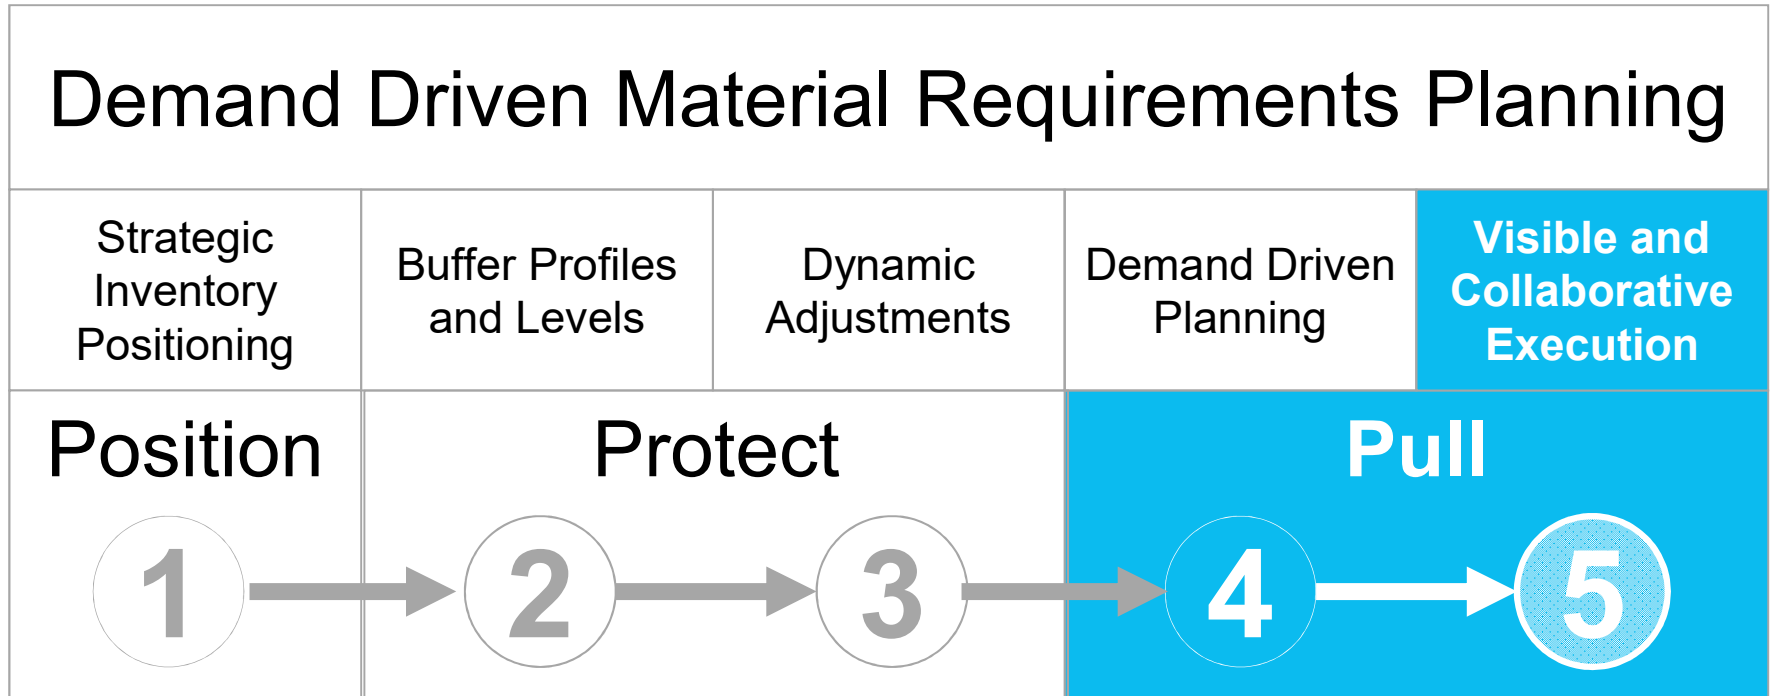 Demand Driven Material Requirements Planning
Strategic
Inventory
Positioning
Buffer Profiles
and Levels
Dynamic
Adjustments
Demand Driven
Planning
Visible and
Collaborative
Execution
Position
Protect
Pull
1
2
3
4
5